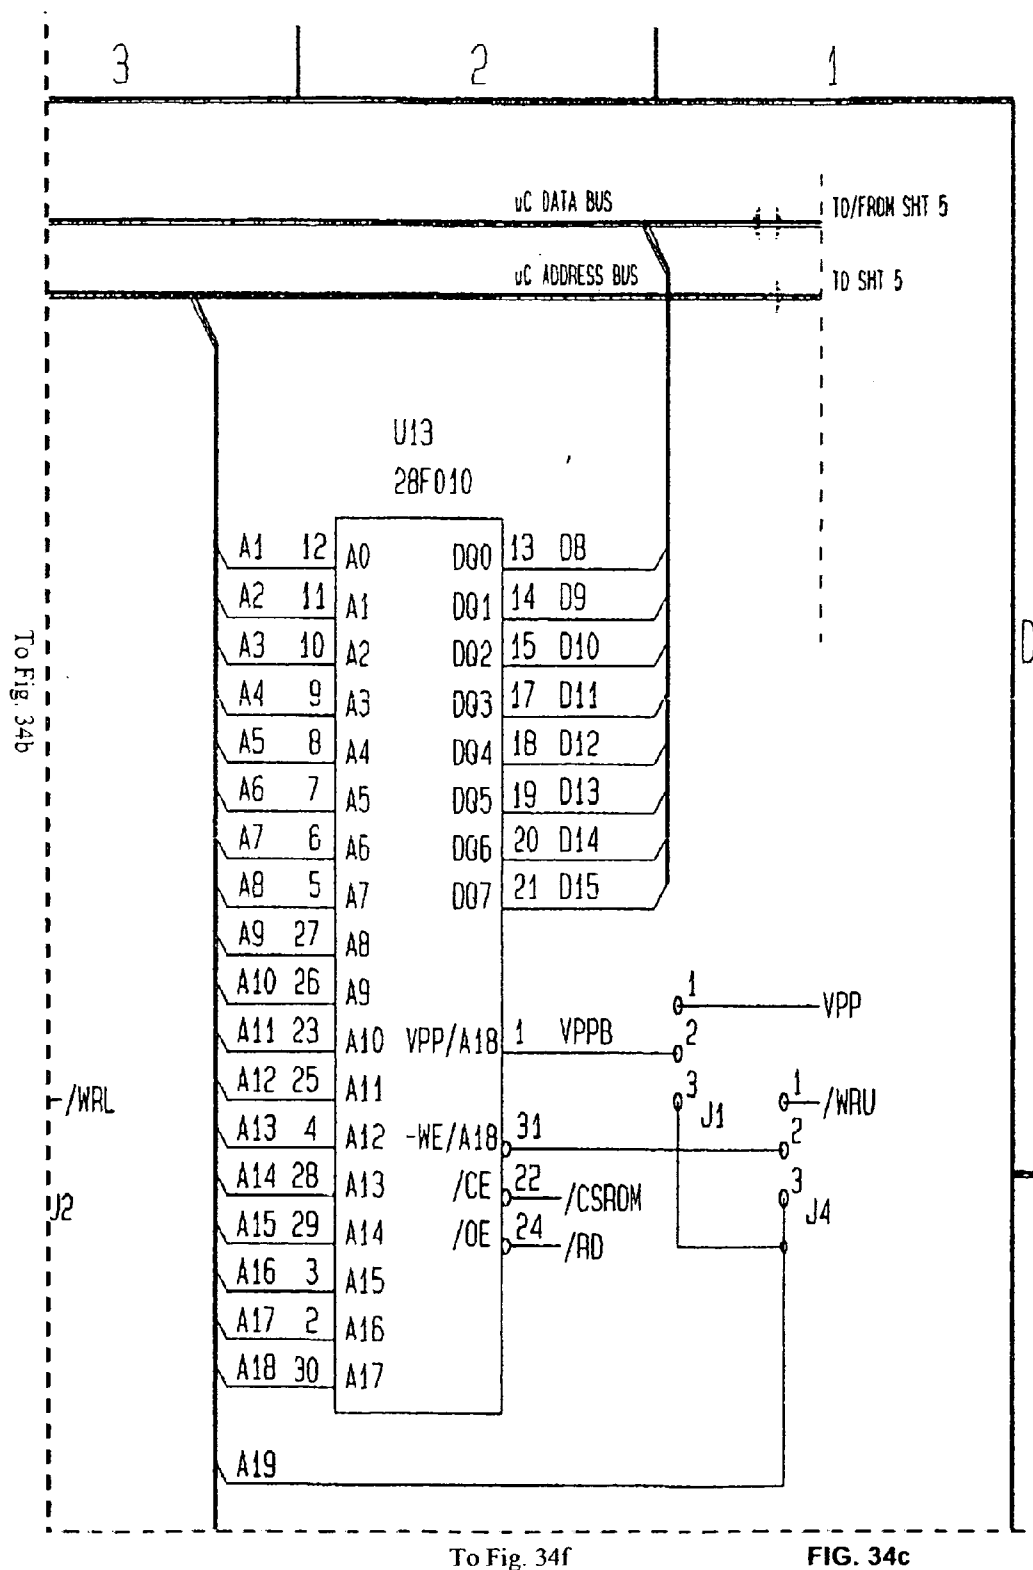 3 2 1
uC DATA BUS TO/FROM SHT 5
uC ADDRESS BUS TO SHT 5
U13
28F010
A1 12 A0 DQ0 13 D8
A2 11 A1 DQ1 14 D9
A3 10 A2 DQ2 15 D10
A4 9 A3 DQ3 17 D11
A5 8 A4 DQ4 18 D12
A6 7 A5 DQ5 19 D13
A7 6 A6 DQ6 20 D14
A8 5 A7 DQ7 21 D15
A9 27 A8
A10 26 A9
A11 23 A10 VPP/A18 1 VPPB
A12 25 A11
A13 4 A12 -WE/A18 31
A14 28 A13 /CE 22 /CSROM
A15 29 A14 /OE 24 /RD
A16 3 A15
A17 2 A16
A18 30 A17
A19
1 VPP
2
3
J1
1 /WRU
2
3
J4
-/WRL
J2
D
To Fig. 34b
To Fig. 34f
FIG. 34c